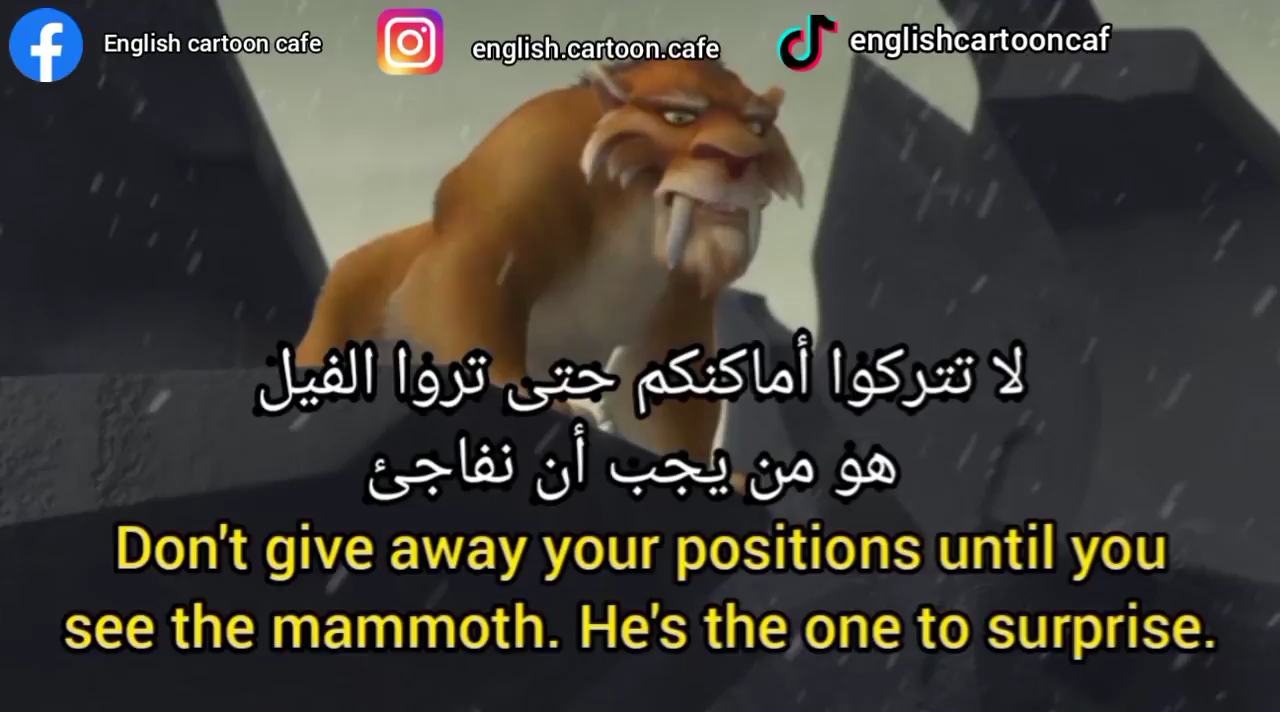 English cartoon cafe
english.cartoon.cafe
englishcartooncaf
لا تتركوا أماكنكم حتى تروا الفيل
هو من يجب أن نفاجئ
Don't give away your positions until you
see the mammoth. He's the one to surprise.